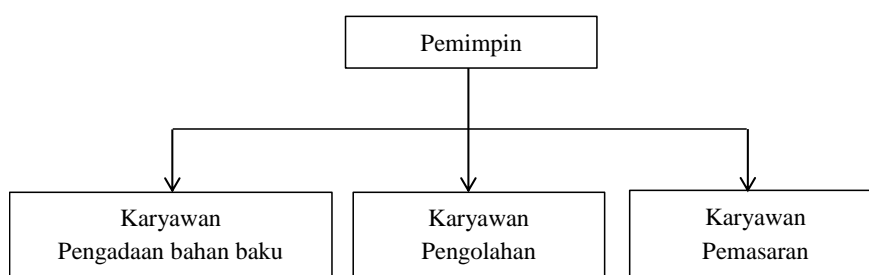 Pemimpin
Karyawan
Pengadaan bahan baku
Karyawan
Pengolahan
Karyawan
Pemasaran